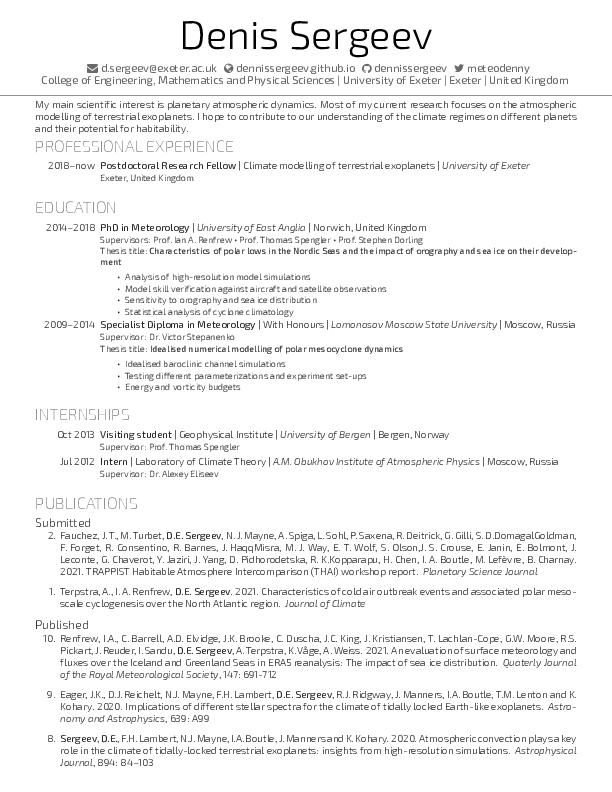 Denis Sergeev
d.sergeev@exeter.ac.uk dennissergeev.github.io dennissergeev meteodenny
College of Engineering, Mathematics and Physical Sciences | University of Exeter | Exeter | United Kingdom
My main scientific interest is planetary atmospheric dynamics. Most of my current research focuses on the atmospheric
modelling of terrestrial exoplanets. I hope to contribute to our understanding of the climate regimes on different planets
and their potential for habitability.
PROFESSIONAL EXPERIENCE
2018–now Postdoctoral Research Fellow | Climate modelling of terrestrial exoplanets | University of Exeter
Exeter, United Kingdom
EDUCATION
2014–2018 PhD in Meteorology | University of East Anglia | Norwich, United Kingdom
Supervisors: Prof. Ian A. Renfrew • Prof. Thomas Spengler • Prof. Stephen Dorling
Thesis title: Characteristics of polar lows in the Nordic Seas and the impact of orography and sea ice on their develop-
ment
• Analysis of high-resolution model simulations
• Model skill verification against aircraft and satellite observations
• Sensitivity to orography and sea ice distribution
• Statistical analysis of cyclone climatology
2009–2014 Specialist Diploma in Meteorology | With Honours | Lomonosov Moscow State University | Moscow, Russia
Supervisor: Dr. Victor Stepanenko
Thesis title: Idealised numerical modelling of polar mesocyclone dynamics
• Idealised baroclinic channel simulations
• Testing different parameterizations and experiment set-ups
• Energy and vorticity budgets
INTERNSHIPS
Oct 2013 Visiting student | Geophysical Institute | University of Bergen | Bergen, Norway
Supervisor: Prof. Thomas Spengler
Jul 2012 Intern | Laboratory of Climate Theory | A.M. Obukhov Institute of Atmospheric Physics | Moscow, Russia
Supervisor: Dr. Alexey Eliseev
PUBLICATIONS
Submitted
2. Fauchez, J.T., M. Turbet, D.E. Sergeev, N.J. Mayne, A. Spiga, L. Sohl, P. Saxena, R. Deitrick, G. Gilli, S. D.DomagalGoldman,
F. Forget, R. Consentino, R. Barnes, J. HaqqMisra, M. J. Way, E. T. Wolf, S. Olson,J. S. Crouse, E. Janin, E. Bolmont, J.
Leconte, G. Chaverot, Y. Jaziri, J. Yang, D. Pidhorodetska, R. K.Kopparapu, H. Chen, I. A. Boutle, M. Lefèvre, B. Charnay.
2021. TRAPPIST Habitable Atmosphere Intercomparison (THAI) workshop report. Planetary Science Journal
1. Terpstra, A., I. A. Renfrew, D.E. Sergeev. 2021. Characteristics of cold air outbreak events and associated polar meso-
scale cyclogenesis over the North Atlantic region. Journal of Climate
Published
10. Renfrew, I.A., C. Barrell, A.D. Elvidge, J.K. Brooke, C. Duscha, J.C. King, J. Kristiansen, T. Lachlan-Cope, G.W. Moore, R.S.
Pickart, J. Reuder, I. Sandu, D.E. Sergeev, A. Terpstra, K. Våge, A. Weiss. 2021. An evaluation of surface meteorology and
fluxes over the Iceland and Greenland Seas in ERA5 reanalysis: The impact of sea ice distribution. Quaterly Journal
of the Royal Meteorological Society, 147: 691-712
9. Eager, J.K., D.J. Reichelt, N.J. Mayne, F.H. Lambert, D.E. Sergeev, R.J. Ridgway, J. Manners, I.A. Boutle, T.M. Lenton and K.
Kohary. 2020. Implications of different stellar spectra for the climate of tidally locked Earth-like exoplanets. Astro-
nomy and Astrophysics, 639: A99
8. Sergeev, D.E., F.H. Lambert, N.J. Mayne, I.A. Boutle, J. Manners and K. Kohary. 2020. Atmospheric convection plays a key
role in the climate of tidally-locked terrestrial exoplanets: insights from high-resolution simulations. Astrophysical
Journal, 894: 84–103